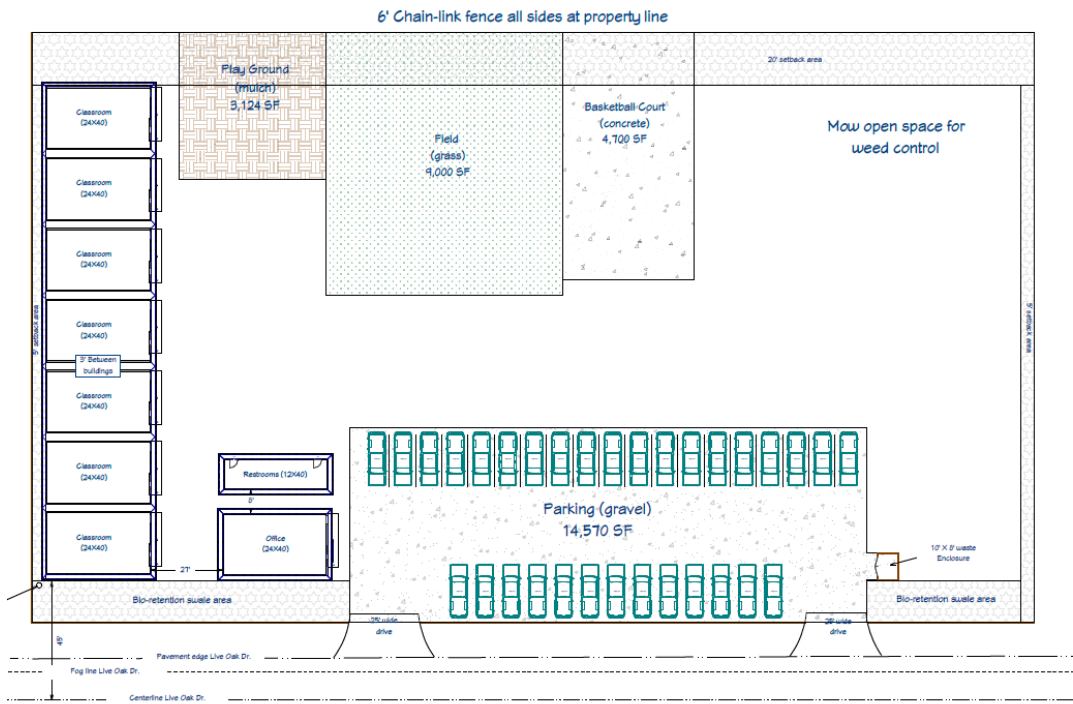 6' Chain-link fence all sides at property line
Play Ground
(mulch)
3,124 SF
20' setback area
Classroom
(24X40)
Field
(grass)
9,000 SF
Basketball Court
(concrete)
4,700 SF
Mow open space for
weed control
Classroom
(24X40)
Classroom
(24X40)
Classroom
(24X40)
5' setback area
5' setback area
3' Between
buildings
Classroom
(24X40)
Classroom
(24X40)
Restrooms (12X40)
8'
Parking (gravel)
14,570 SF
Classroom
(24X40)
Office
(24X40)
10' X 8' waste
Enclosure
27'
Bio-retention swale area
Bio-retention swale area
25' wide
drive
25' wide
drive
45'
Pavement edge Live Oak Dr.
Fog line Live Oak Dr.
Centerline Live Oak Dr.